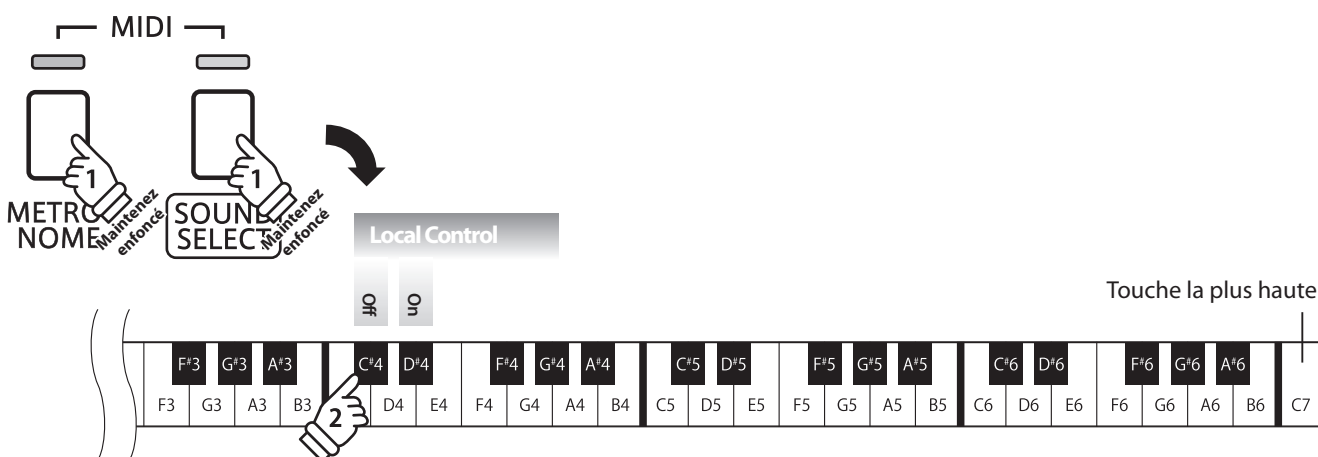 MIDI
1
1
METRO
NOME
Maintenez
enfoncé
SOUND
SELECT
Maintenez
enfoncé
Local Control
Off
On
Touche la plus haute
F#3 G#3 A#3 C#4 D#4 F#4 G#4 A#4 C#5 D#5 F#5 G#5 A#5 C#6 D#6 F#6 G#6 A#6
F3 G3 A3 B3 D4 E4 F4 G4 A4 B4 C5 D5 E5 F5 G5 A5 B5 C6 D6 E6 F6 G6 A6 B6 C7
2